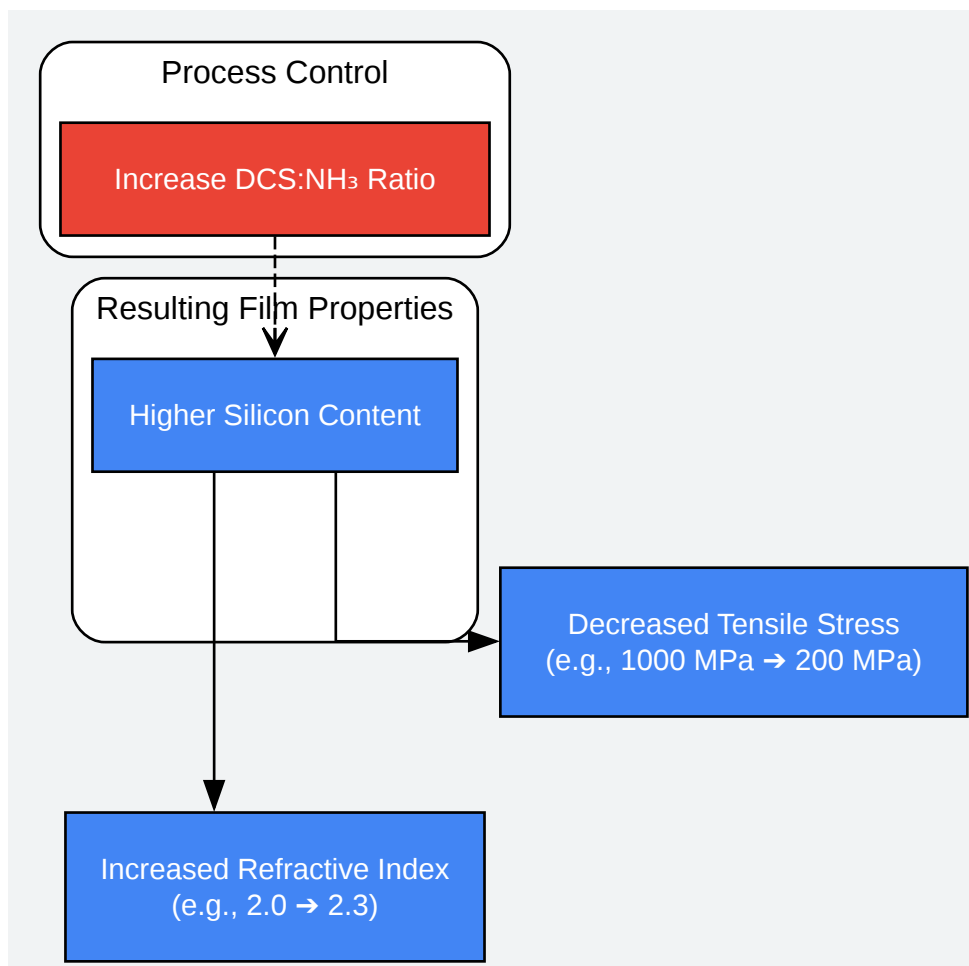 Process Control
Increase DCS:NH₃ Ratio
Resulting Film Properties
Higher Silicon Content
Decreased Tensile Stress
(e.g., 1000 MPa ➔ 200 MPa)
Increased Refractive Index
(e.g., 2.0 ➔ 2.3)